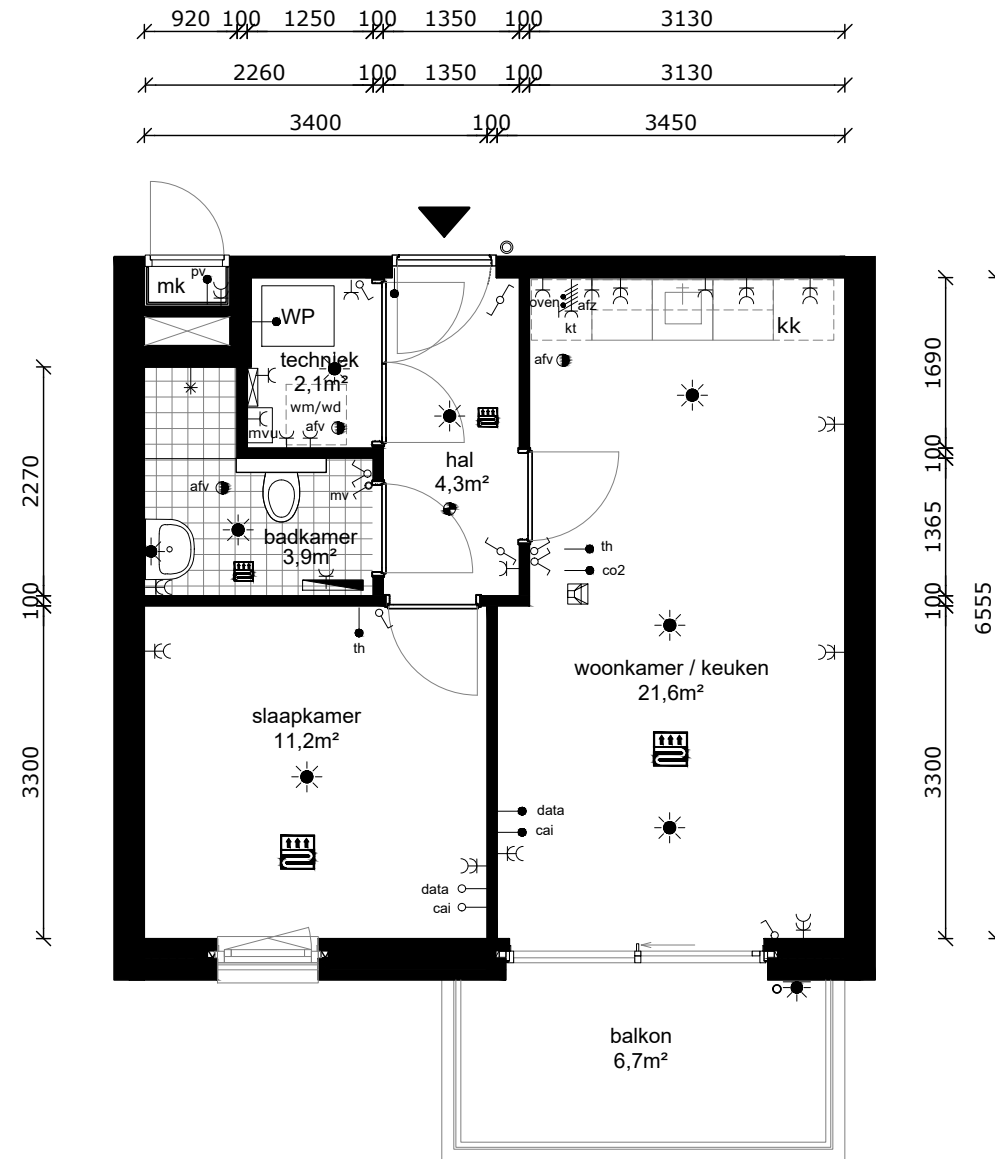 920 100 1250 100 1350 100 3130
2260 100 1350 100 3130
3400 100 3450
mk
pv
WP
techniek
2,1m²
wm/wd
afv
mvu
oven
afz
kt
kk
afv
hal
4,3m²
afv
mv
badkamer
3,9m²
th
co2
th
woonkamer / keuken
21,6m²
slaapkamer
11,2m²
data
cai
data
cai
balkon
6,7m²
2270
100
3300
1690
100
1365
100
3300
6555